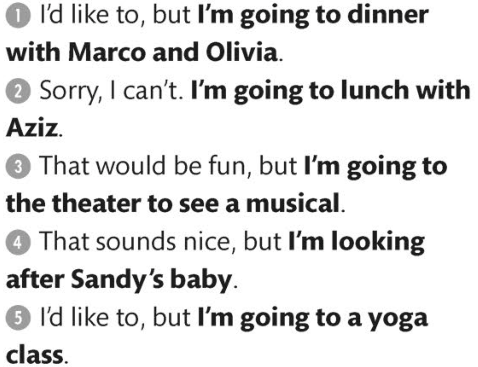 1 I'd like to, but I'm going to dinner
with Marco and Olivia.
2 Sorry, I can't. I'm going to lunch with
Aziz.
3 That would be fun, but I'm going to
the theater to see a musical.
4 That sounds nice, but I'm looking
after Sandy's baby.
5 I'd like to, but I'm going to a yoga
class.